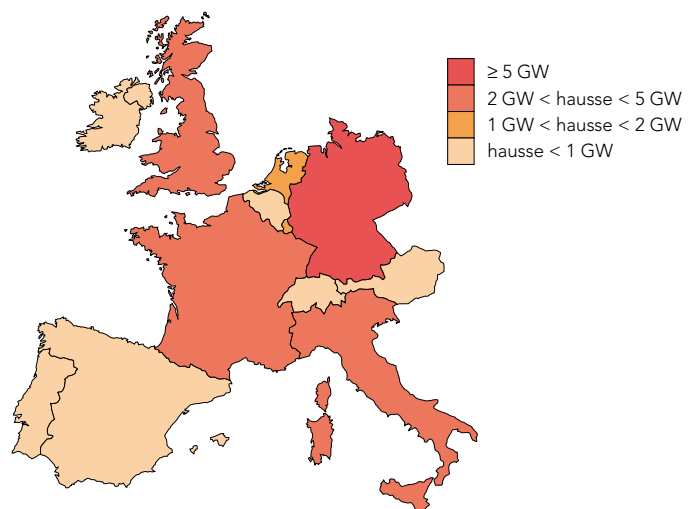 ≥ 5 GW
2 GW < hausse < 5 GW
1 GW < hausse < 2 GW
hausse < 1 GW